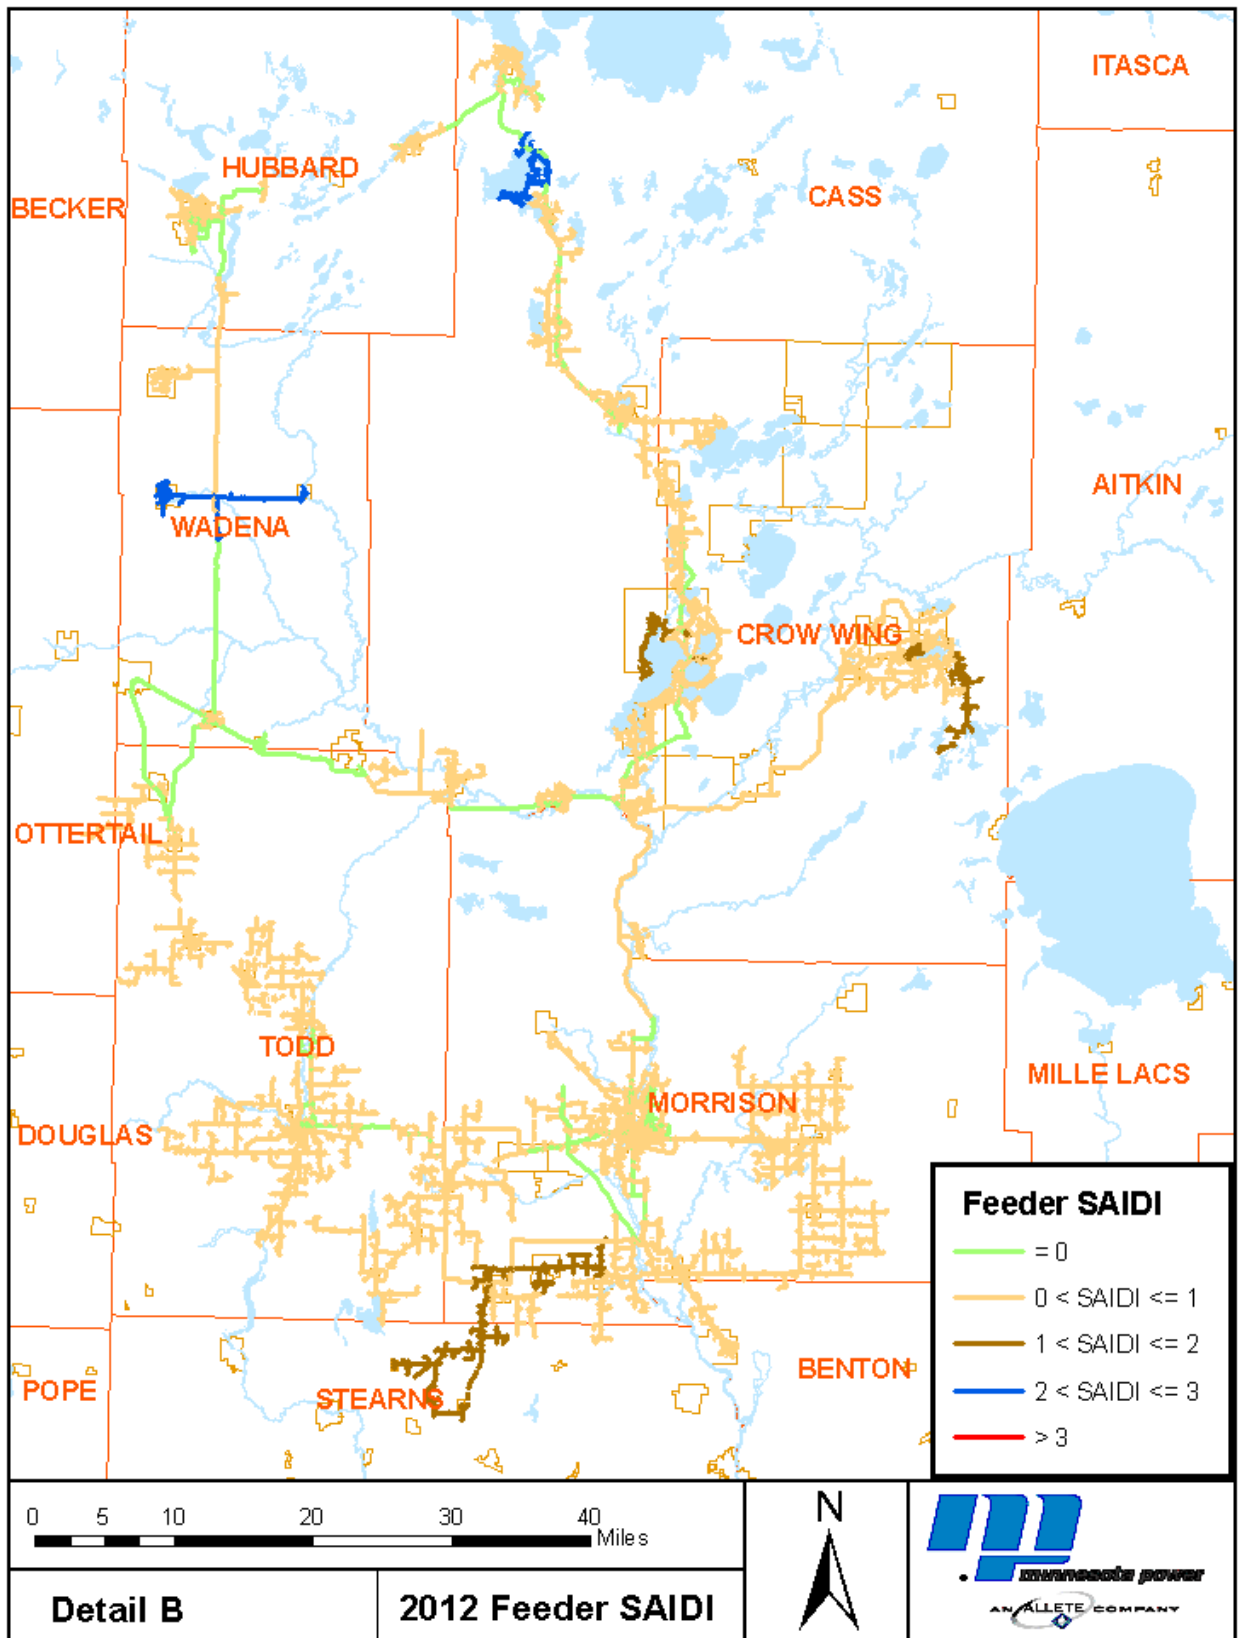 ITASCA
HUBBARD
BECKER
CASS
AITKIN
WADENA
CROW WING
OTTERTAIL
TODD
MILLE LACS
MORRISON
DOUGLAS
BENTON
POPE
STEARNS
Feeder SAIDI
= 0
0 < SAIDI <= 1
1 < SAIDI <= 2
2 < SAIDI <= 3
> 3
0 5 10 20 30 40
Miles
N
minnesota power
AN ALLETE COMPANY
Detail B
2012 Feeder SAIDI